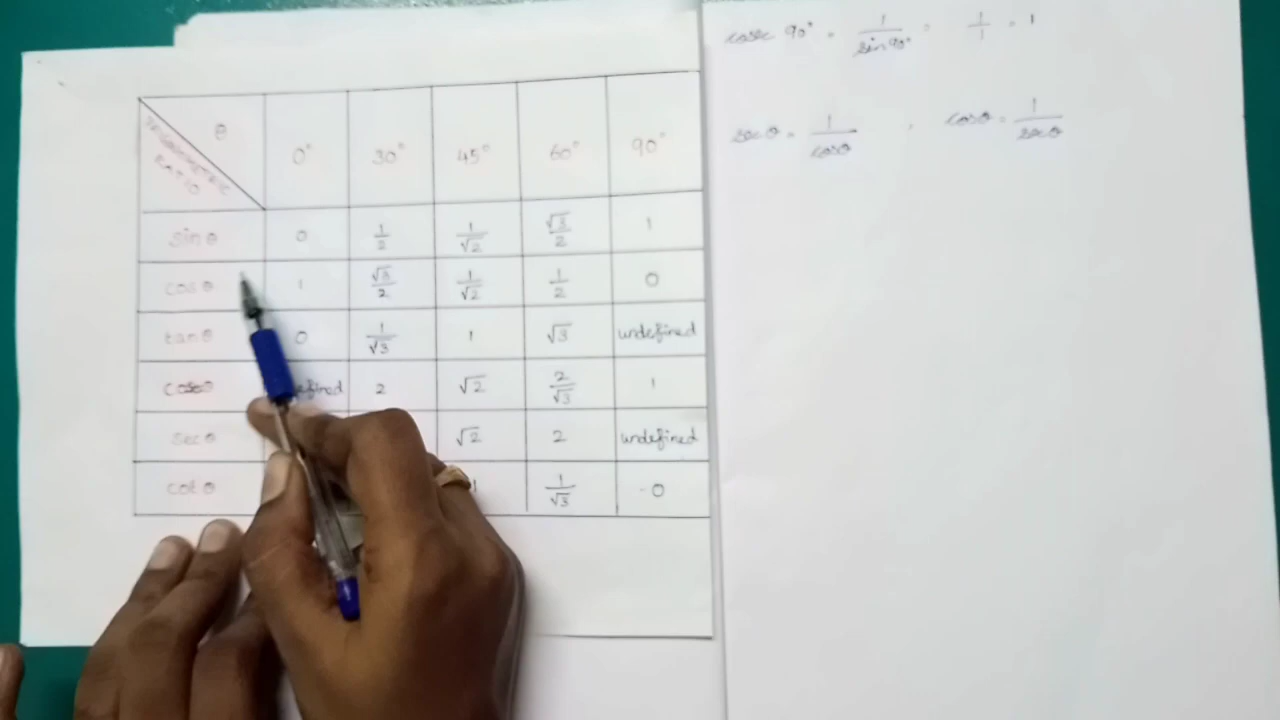 θ 0° 30° 45° 60° 90°
TRIGONOMETRIC
RATIO
sin θ 0 1/2 1/√2 √3/2 1
cos θ 1 √3/2 1/√2 1/2 0
tan θ 0 1/√3 1 √3 undefined
2 √2 2/√3 1
sec θ √2 2 undefined
cot θ 1 1/√3 0
cosec 90° = 1/sin 90° = 1/1 = 1
sec θ = 1/cos θ , cos θ = 1/sec θ